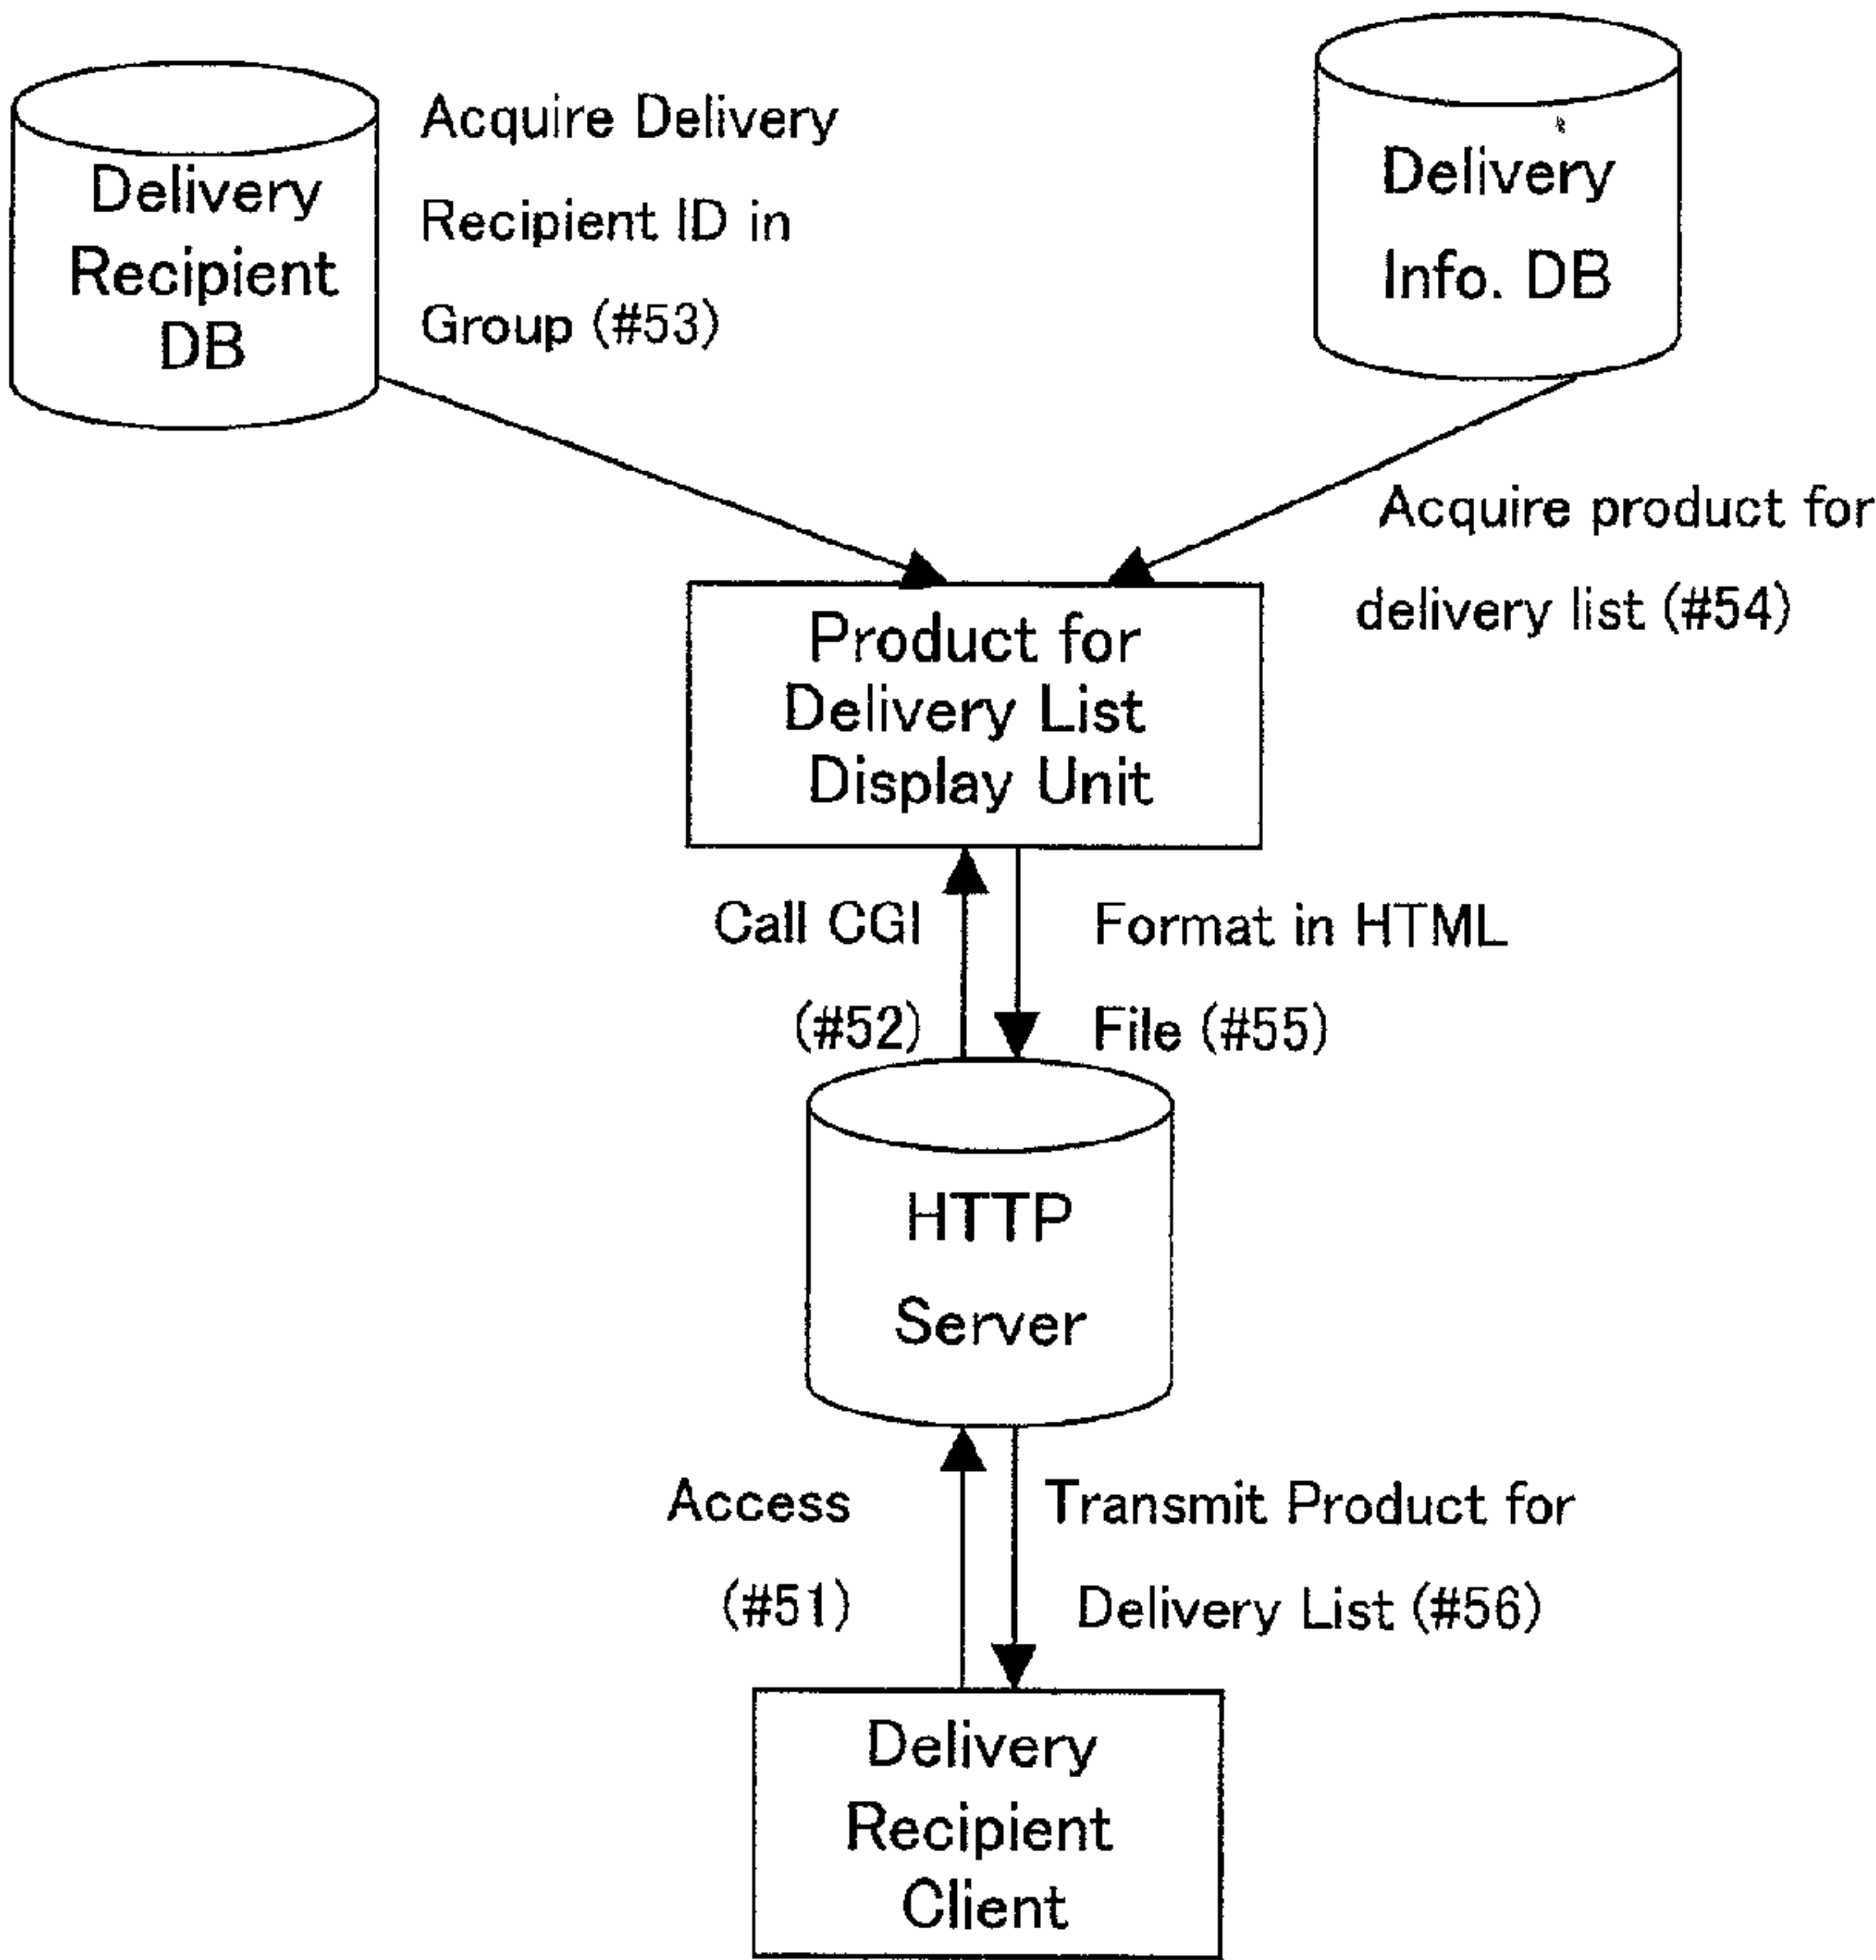 Delivery
Recipient
DB
Acquire Delivery
Recipient ID in
Group (#53)
Delivery
Info. DB
Acquire product for
delivery list (#54)
Product for
Delivery List
Display Unit
Call CGI
(#52)
Format in HTML
File (#55)
HTTP
Server
Access
(#51)
Transmit Product for
Delivery List (#56)
Delivery
Recipient
Client